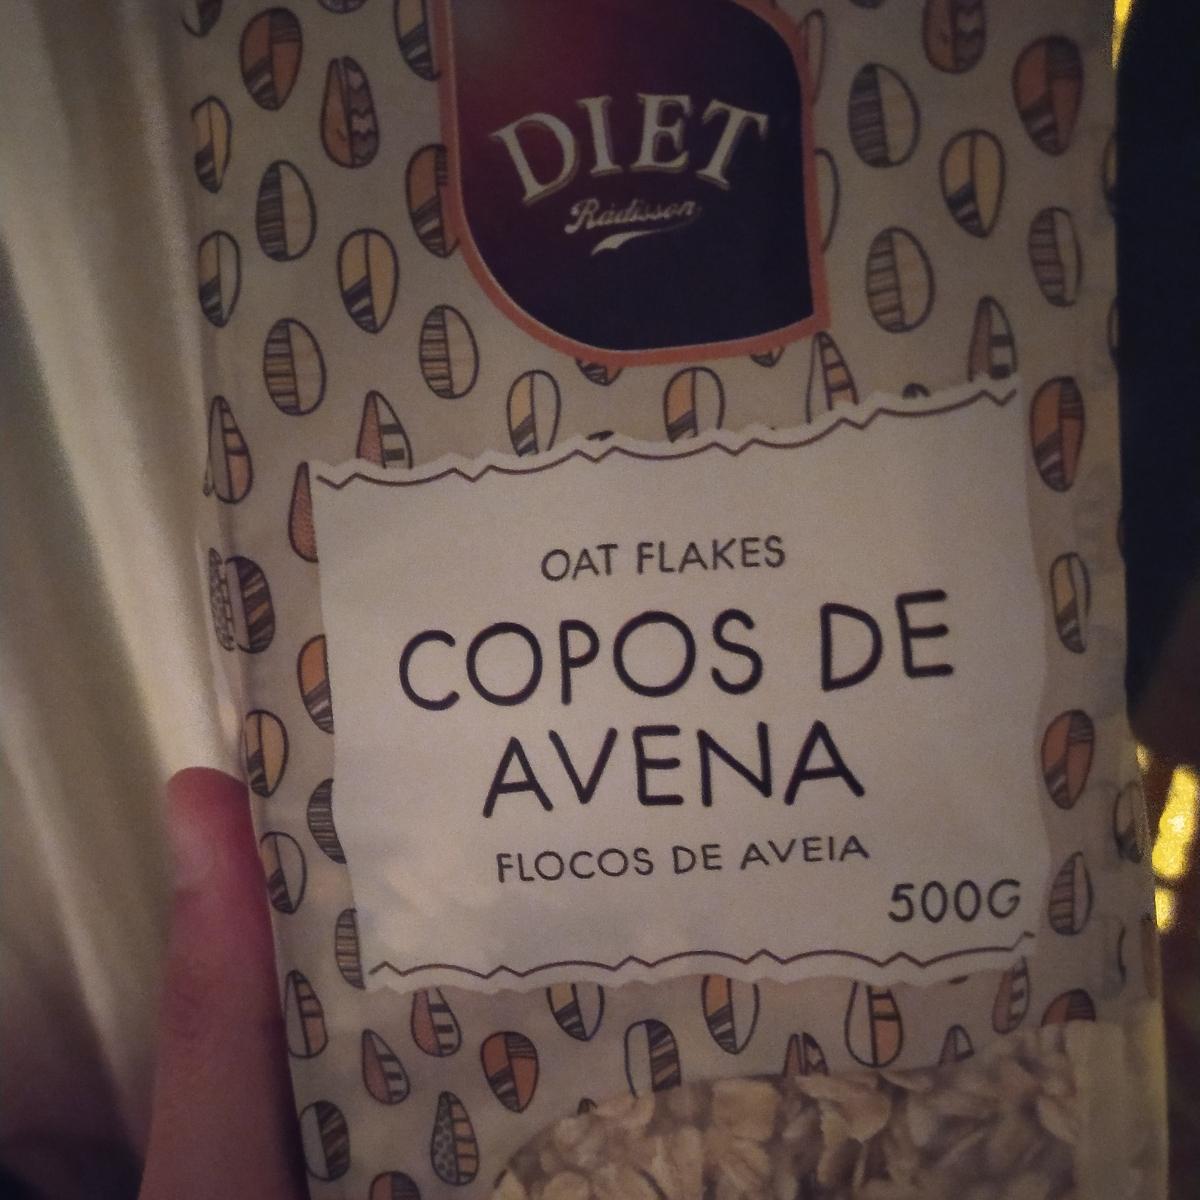 DIET
Radisson
OAT FLAKES
COPOS DE
AVENA
FLOCOS DE AVEIA
500G